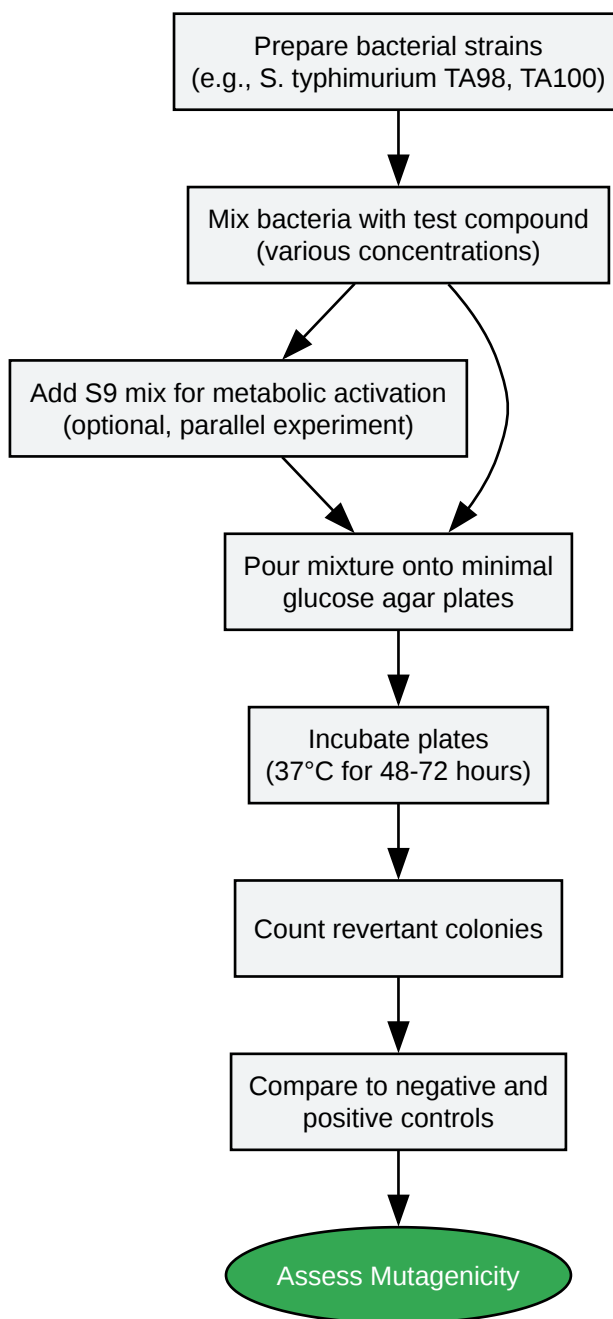 Prepare bacterial strains
(e.g., S. typhimurium TA98, TA100)
Mix bacteria with test compound
(various concentrations)
Add S9 mix for metabolic activation
(optional, parallel experiment)
Pour mixture onto minimal
glucose agar plates
Incubate plates
(37°C for 48-72 hours)
Count revertant colonies
Compare to negative and
positive controls
Assess Mutagenicity